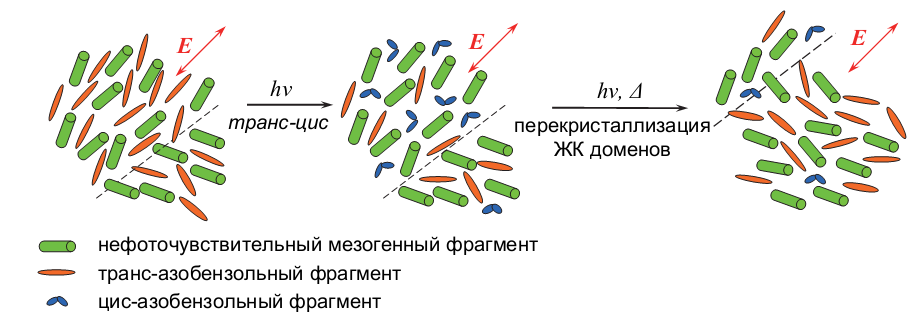 E
E
E
hν
транс-цис
hν, Δ
перекристаллизация
ЖК доменов
нефоточувствительный мезогенный фрагмент
транс-азобензольный фрагмент
цис-азобензольный фрагмент